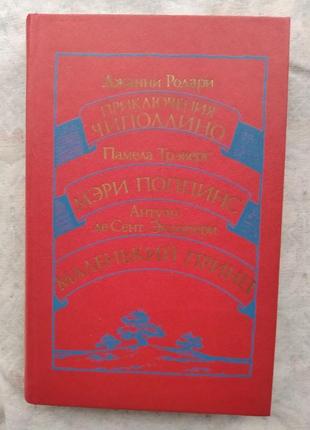 Джанни Родари
ПРИКЛЮЧЕНИЯ
ЧИПОЛЛИНО
Памела Трэверс
МЭРИ ПОППИНС
Антуан
де Сент-Экзюпери
МАЛЕНЬКИЙ ПРИНЦ